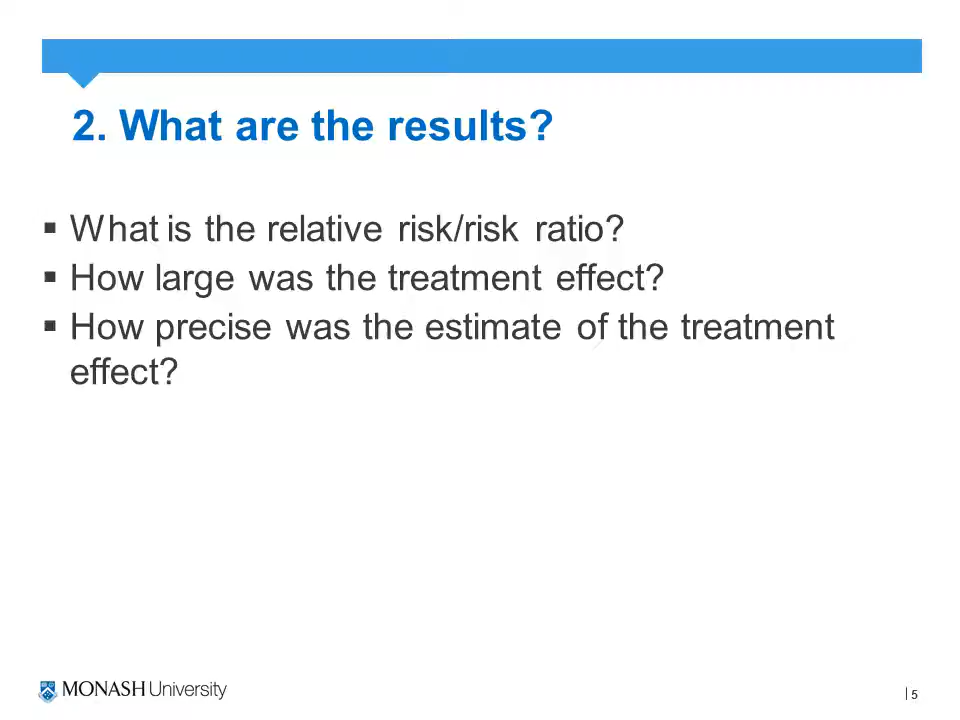 2. What are the results?
▪ What is the relative risk/risk ratio?
▪ How large was the treatment effect?
▪ How precise was the estimate of the treatment
effect?
MONASH University
| 5